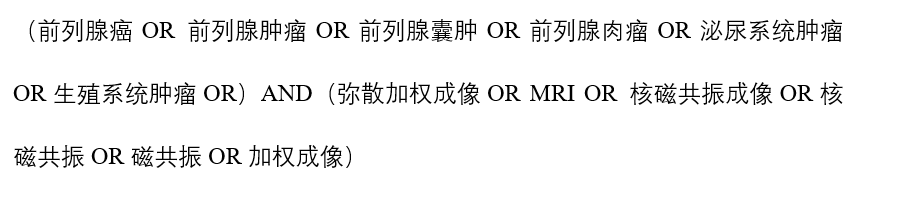 （前列腺癌 OR 前列腺肿瘤 OR 前列腺囊肿 OR 前列腺肉瘤 OR 泌尿系统肿瘤
OR 生殖系统肿瘤 OR）AND（弥散加权成像 OR MRI OR 核磁共振成像 OR 核
磁共振 OR 磁共振 OR 加权成像）